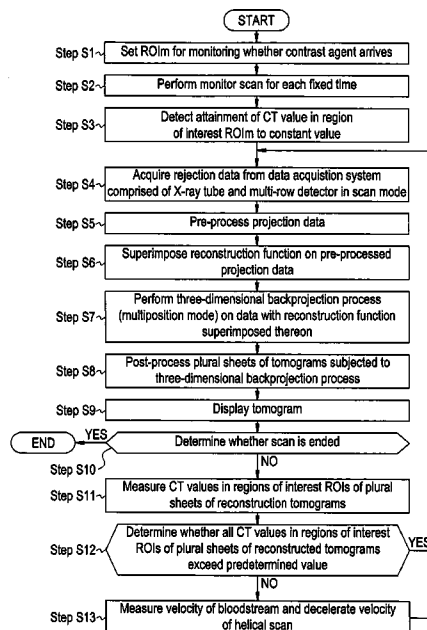 START
Step S1
Set ROIm for monitoring whether contrast agent arrives
Step S2
Perform monitor scan for each fixed time
Step S3
Detect attainment of CT value in region
of interest ROIm to constant value
Step S4
Acquire rejection data from data acquistion system
comprised of X-ray tube and multi-row detector in scan mode
Step S5
Pre-process projection data
Step S6
Superimpose reconstruction function on pre-processed
projection data
Step S7
Perform three-dimensional backprojection process
(multiposition mode) on data with reconstruction function
superimposed thereon
Step S8
Post-process plural sheets of tomograms subjected to
three-dimensional backprojection process
Step S9
Display tomogram
END
YES
Determine whether scan is ended
Step S10
NO
Step S11
Measure CT values in regions of interest ROIs of plural
sheets of reconstruction tomograms
Step S12
Determine whether all CT values in regions of interest
ROIs of plural sheets of reconstructed tomograms
exceed predetermined value
YES
NO
Step S13
Measure velocity of bloodstream and decelerate velocity
of helical scan